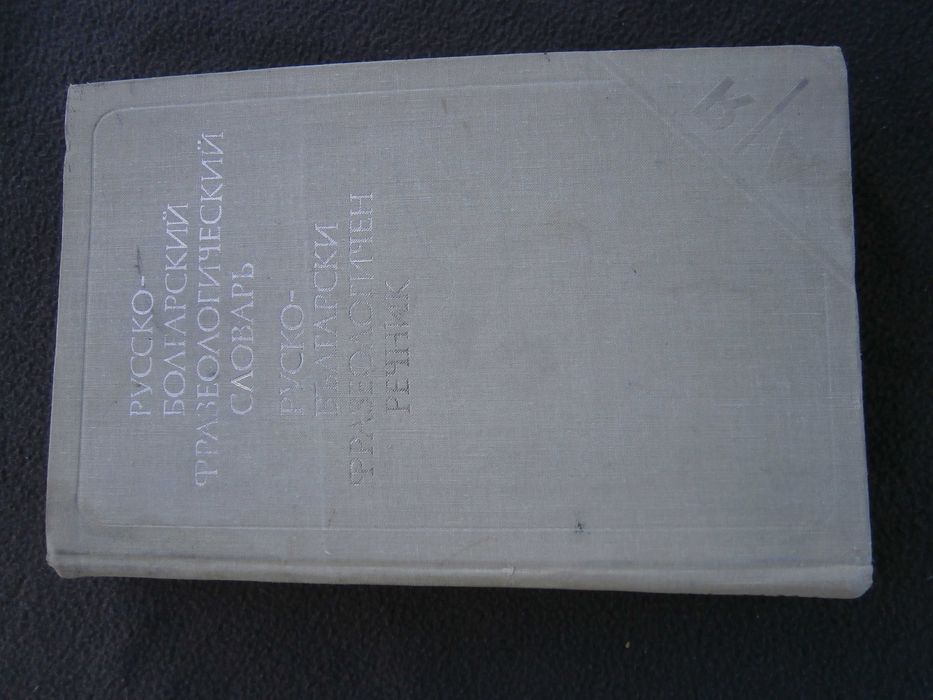 РУССКО-
БОЛГАРСКИЙ
ФРАЗЕОЛОГИЧЕСКИЙ
СЛОВАРЬ
РУСКО-
БЪЛГАРСКИ
ФРАЗЕОЛОГИЧЕН
РЕЧНИК